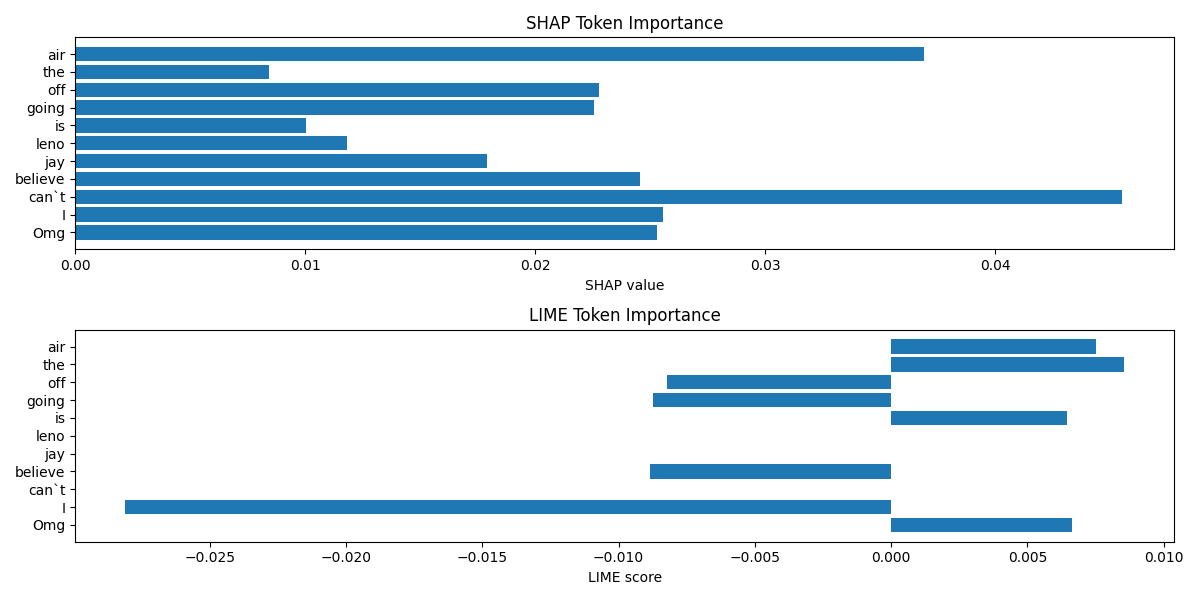 SHAP Token Importance
air
the
off
going
is
leno
jay
believe
can`t
I
Omg
0.00 0.01 0.02 0.03 0.04
SHAP value
LIME Token Importance
air
the
off
going
is
leno
jay
believe
can`t
I
Omg
−0.025 −0.020 −0.015 −0.010 −0.005 0.000 0.005 0.010
LIME score